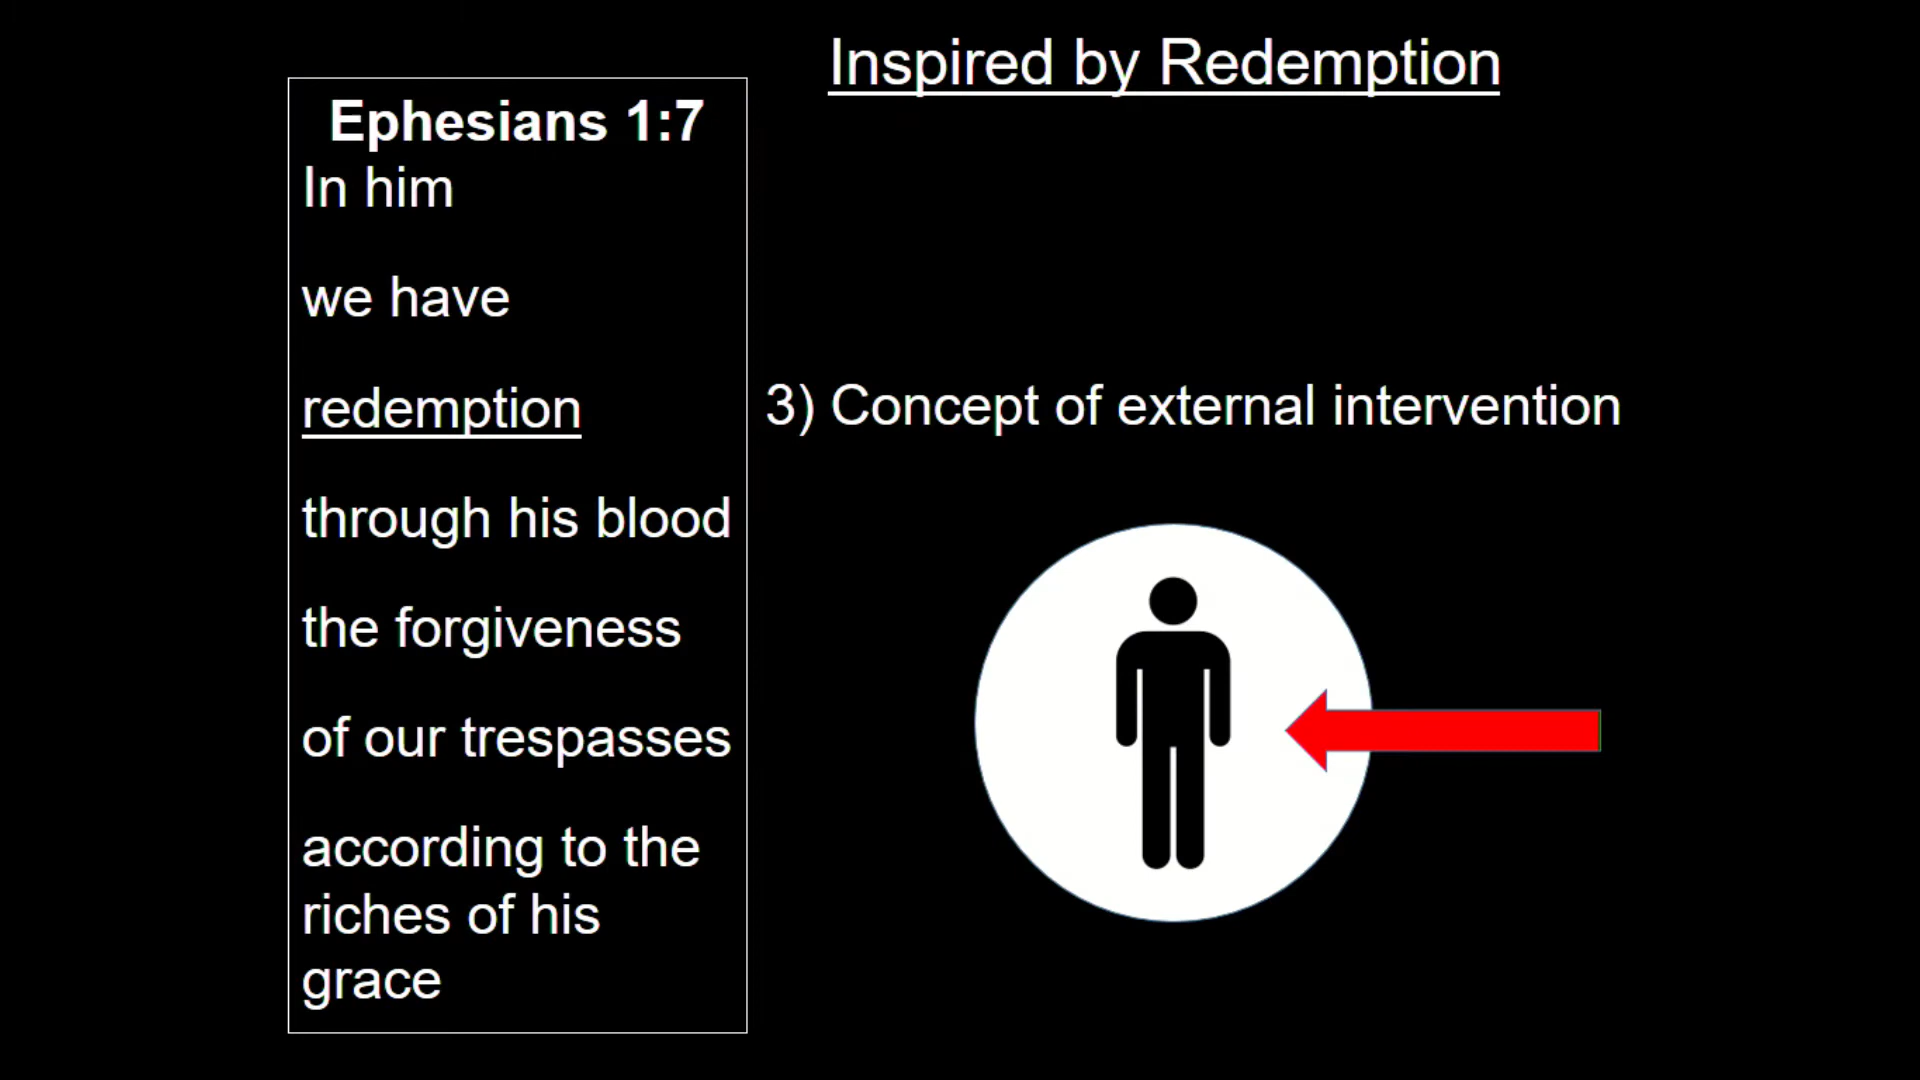 Inspired by Redemption
Ephesians 1:7
In him
we have
redemption
through his blood
the forgiveness
of our trespasses
according to the
riches of his
grace
3) Concept of external intervention